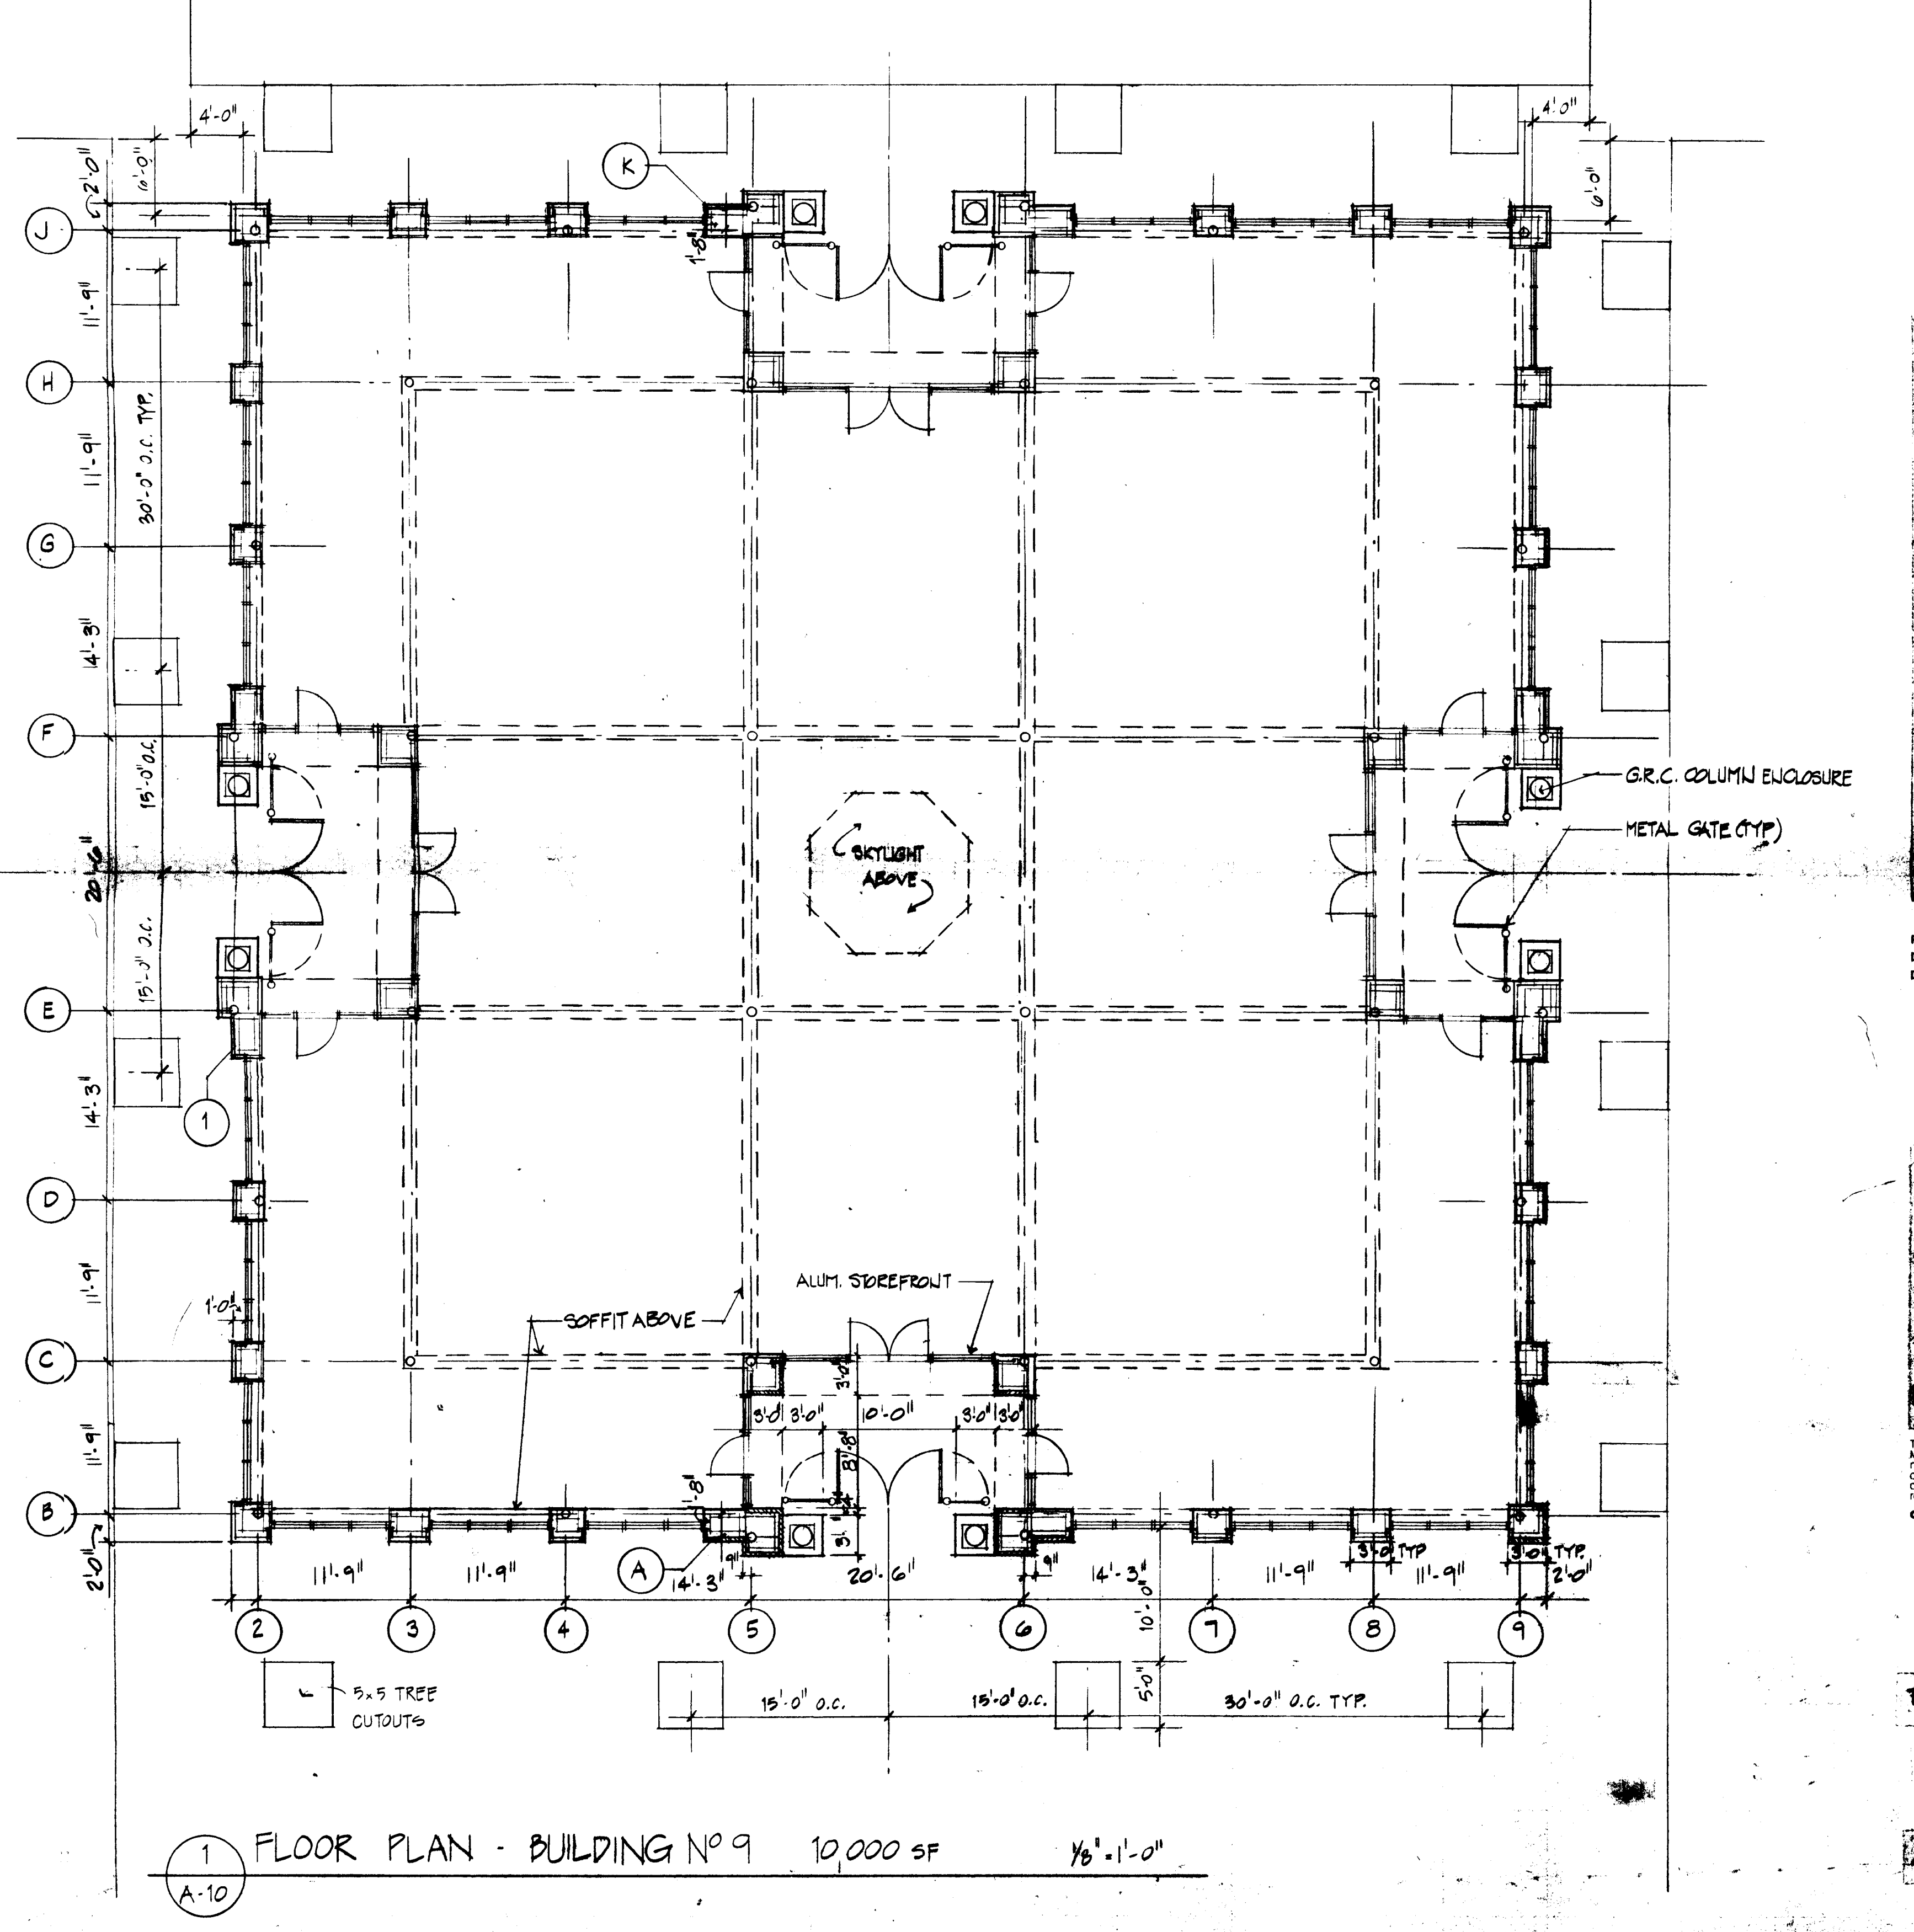 4'-0"
4'-0"
2'-0"
6'-0"
6'-0"
K
J
1'-8"
11'-9"
H
30'-0" O.C. TYP.
11'-9"
G
14'-3"
F
15'-0" O.C.
G.R.C. COLUMN ENCLOSURE
METAL GATE (TYP)
SKYLIGHT
ABOVE
20'-6"
15'-0" O.C.
E
14'-3"
1
D
11'-9"
1'-0"
ALUM. STOREFRONT
SOFFIT ABOVE
C
3'-0"
3'-0 3'-0" 10'-0" 3'-0" 3'-0"
11'-9"
8'-8"
B
2'-0"
A
9"
9"
3'-0 TYP
3'-0" TYP.
11'-9" 11'-9" 14'-3" 20'-6" 14'-3" 11'-9" 11'-9" 2'-0"
10'-0"
2 3 4 5 6 7 8 9
5x5 TREE
CUTOUTS
15'-0" O.C. 15'-0" O.C. 5'-0" 30'-0" O.C. TYP.
1
A-10
FLOOR PLAN - BUILDING Nº 9 10,000 SF 1/8" = 1'-0"